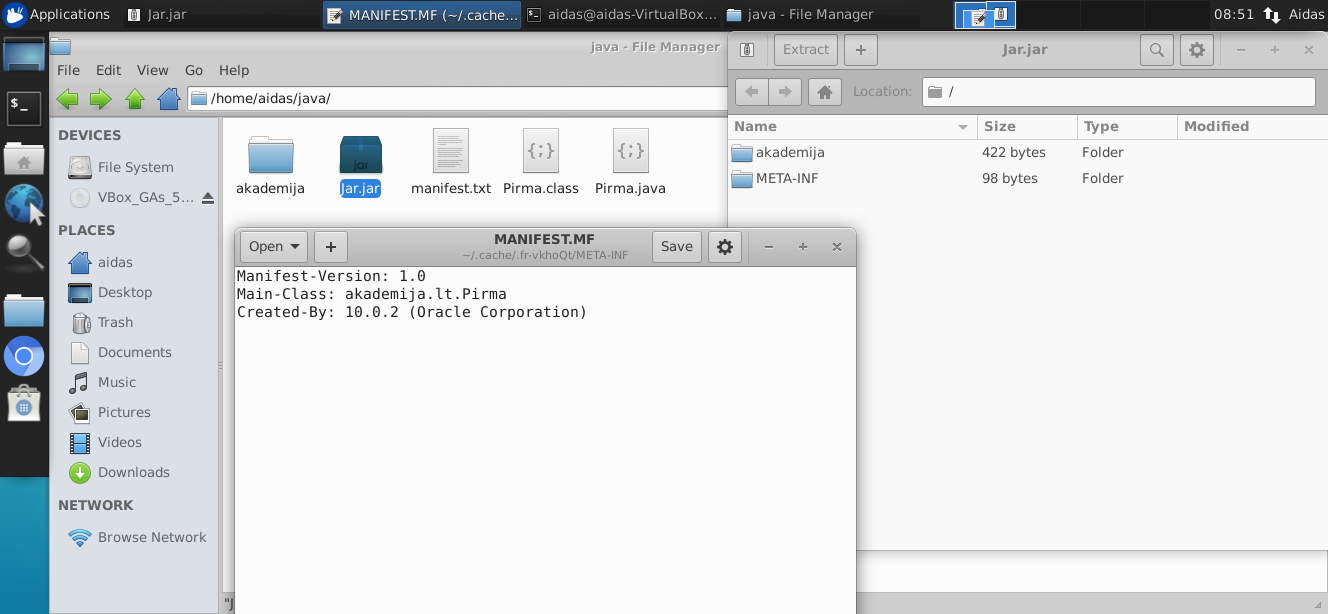 Applications
Jar.jar
MANIFEST.MF (~/.cache...
aidas@aidas-VirtualBox...
java - File Manager
08:51
Aidas
java - File Manager
File Edit View Go Help
/home/aidas/java/
DEVICES
File System
VBox_GAs_5...
PLACES
aidas
Desktop
Trash
Documents
Music
Pictures
Videos
Downloads
NETWORK
Browse Network
akademija
jar
Jar.jar
manifest.txt
{;}
Pirma.class
{;}
Pirma.java
"J
Extract
+
Jar.jar
Location:
/
Name Size Type Modified
akademija 422 bytes Folder
META-INF 98 bytes Folder
Open
+
MANIFEST.MF
~/.cache/.fr-vkhoQt/META-INF
Save
Manifest-Version: 1.0
Main-Class: akademija.lt.Pirma
Created-By: 10.0.2 (Oracle Corporation)